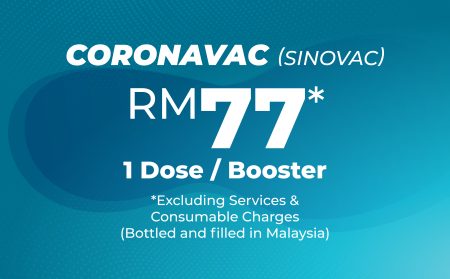 CORONAVAC (SINOVAC)
RM77*
1 Dose / Booster
*Excluding Services &
Consumable Charges
(Bottled and filled in Malaysia)